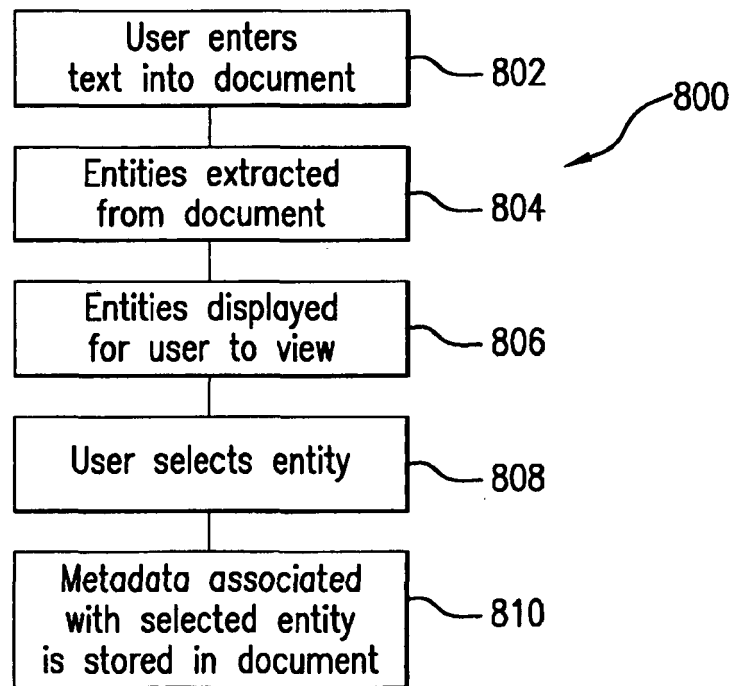 User enters
text into document
802
800
Entities extracted
from document
804
Entities displayed
for user to view
806
User selects entity
808
Metadata associated
with selected entity
is stored in document
810